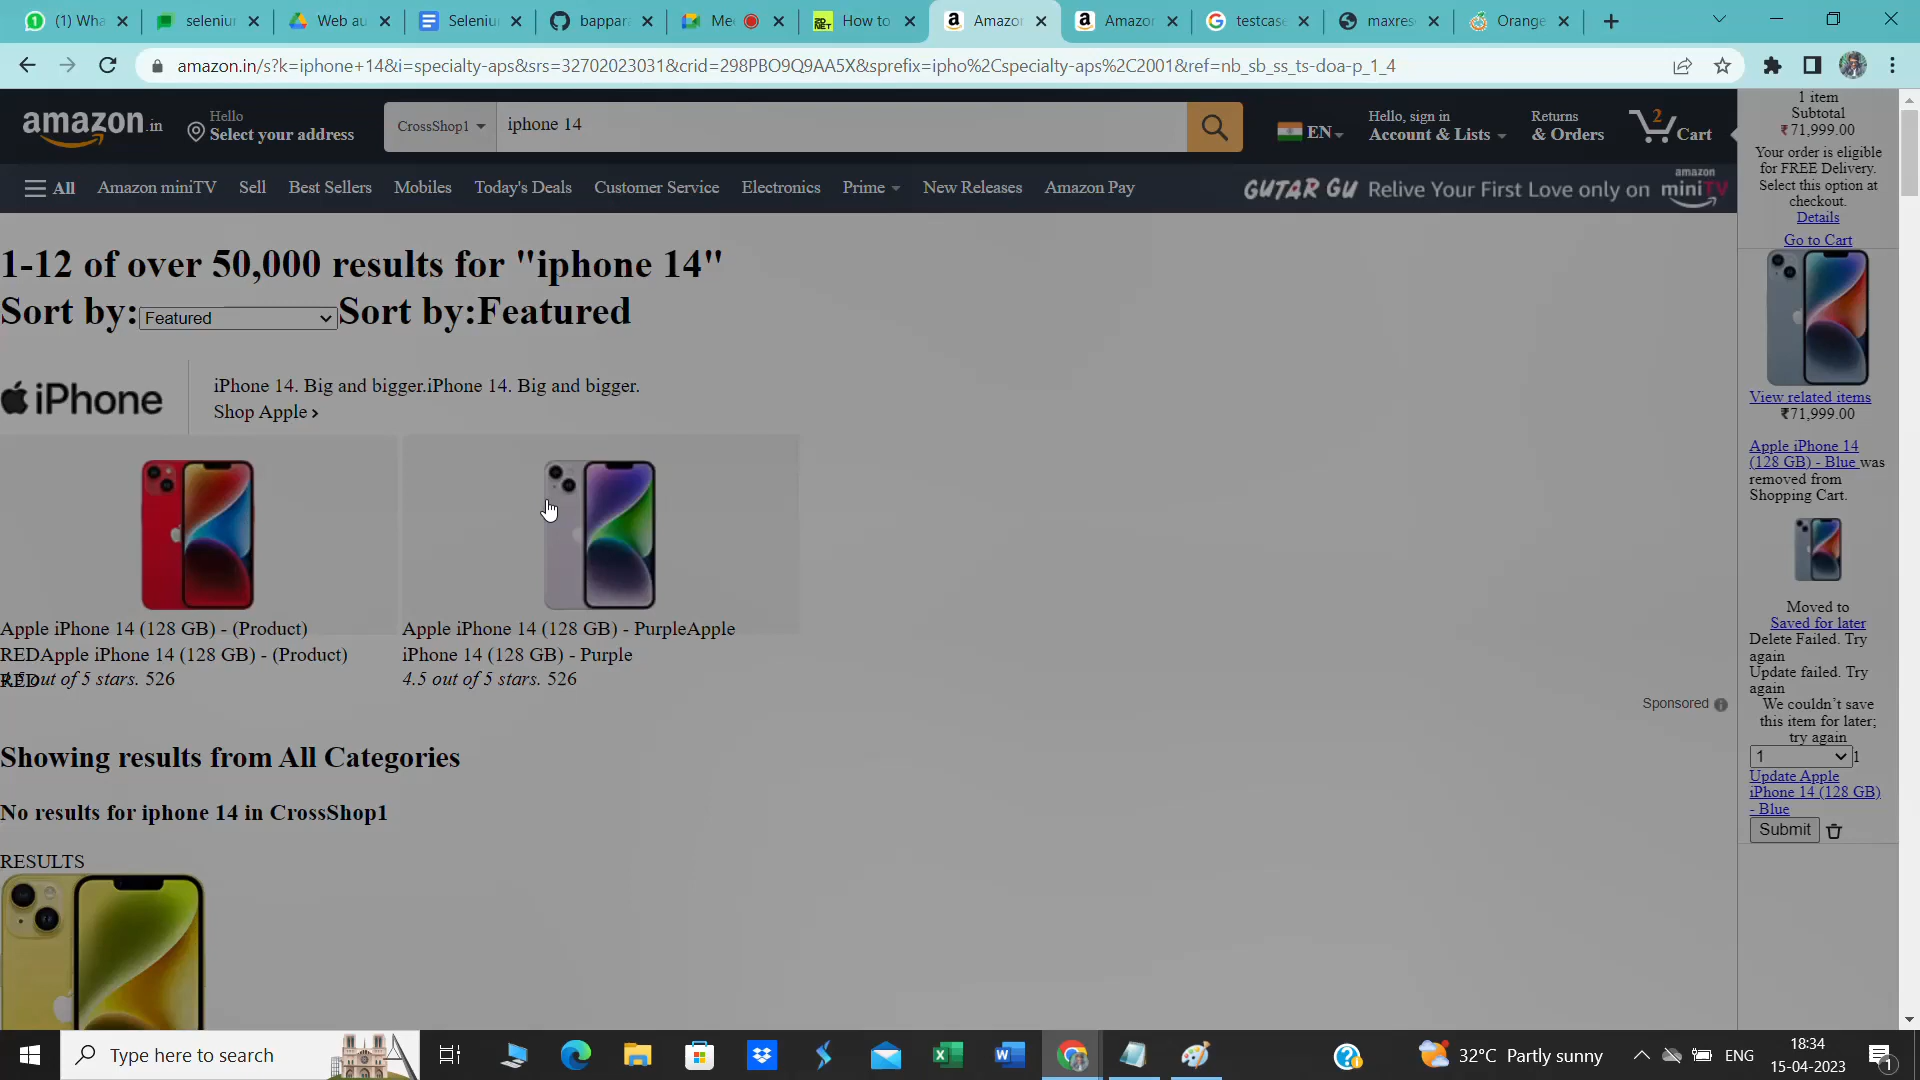 (1) Wha
seleniu
Web au
Seleniu
bappar
Me
How to
Amazo
Amazo
testcas
maxres
Orange
amazon.in/s?k=iphone+14&i=specialty-aps&srs=32702023031&crid=298PBO9Q9AA5X&sprefix=ipho%2Cspecialty-aps%2C2001&ref=nb_sb_ss_ts-doa-p_1_4
amazon.in
Hello
Select your address
CrossShop1
iphone 14
EN
Hello, sign in
Account & Lists
Returns
& Orders
2
Cart
All
Amazon miniTV
Sell
Best Sellers
Mobiles
Today's Deals
Customer Service
Electronics
Prime
New Releases
Amazon Pay
GUTAR GU Relive Your First Love only on amazon miniTV
1-12 of over 50,000 results for "iphone 14"
Sort by:
Featured
Sort by:Featured
iPhone
iPhone 14. Big and bigger.iPhone 14. Big and bigger.
Shop Apple ›
Apple iPhone 14 (128 GB) - (Product)
REDApple iPhone 14 (128 GB) - (Product)
RED
4.5 out of 5 stars. 526
Apple iPhone 14 (128 GB) - PurpleApple
iPhone 14 (128 GB) - Purple
4.5 out of 5 stars. 526
Sponsored
Showing results from All Categories
No results for iphone 14 in CrossShop1
RESULTS
1 item
Subtotal
₹71,999.00
Your order is eligible
for FREE Delivery.
Select this option at
checkout.
Details
Go to Cart
View related items
₹71,999.00
Apple iPhone 14
(128 GB) - Blue was
removed from
Shopping Cart.
Moved to
Saved for later
Delete Failed. Try
again
Update failed. Try
again
We couldn't save
this item for later;
try again
1
1
Update Apple
iPhone 14 (128 GB)
- Blue
Submit
Type here to search
32°C Partly sunny
ENG
18:34
15-04-2023
1